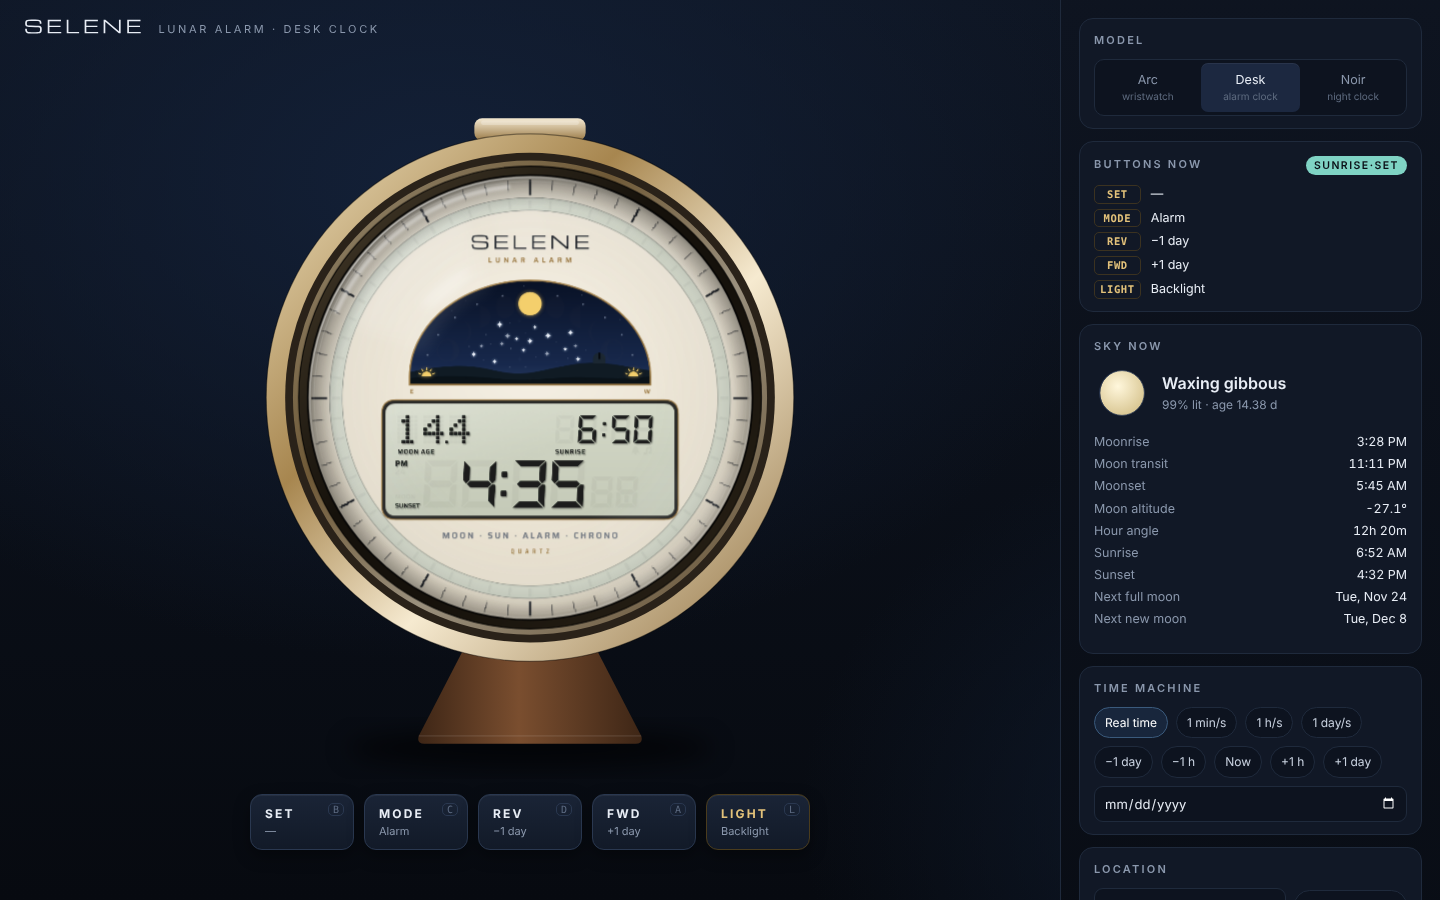 SELENE LUNAR ALARM · DESK CLOCK
SELENE
LUNAR ALARM
E W
14.4 6:50
MOON AGE SUNRISE
PM
4:35
SUNSET
MOON · SUN · ALARM · CHRONO
QUARTZ
SET B
—
MODE C
Alarm
REV D
−1 day
FWD A
+1 day
LIGHT L
Backlight
MODEL
Arc
wristwatch
Desk
alarm clock
Noir
night clock
BUTTONS NOW SUNRISE·SET
SET —
MODE Alarm
REV −1 day
FWD +1 day
LIGHT Backlight
SKY NOW
Waxing gibbous
99% lit · age 14.38 d
Moonrise 3:28 PM
Moon transit 11:11 PM
Moonset 5:45 AM
Moon altitude -27.1°
Hour angle 12h 20m
Sunrise 6:52 AM
Sunset 4:32 PM
Next full moon Tue, Nov 24
Next new moon Tue, Dec 8
TIME MACHINE
Real time 1 min/s 1 h/s 1 day/s
−1 day −1 h Now +1 h +1 day
mm/dd/yyyy
LOCATION